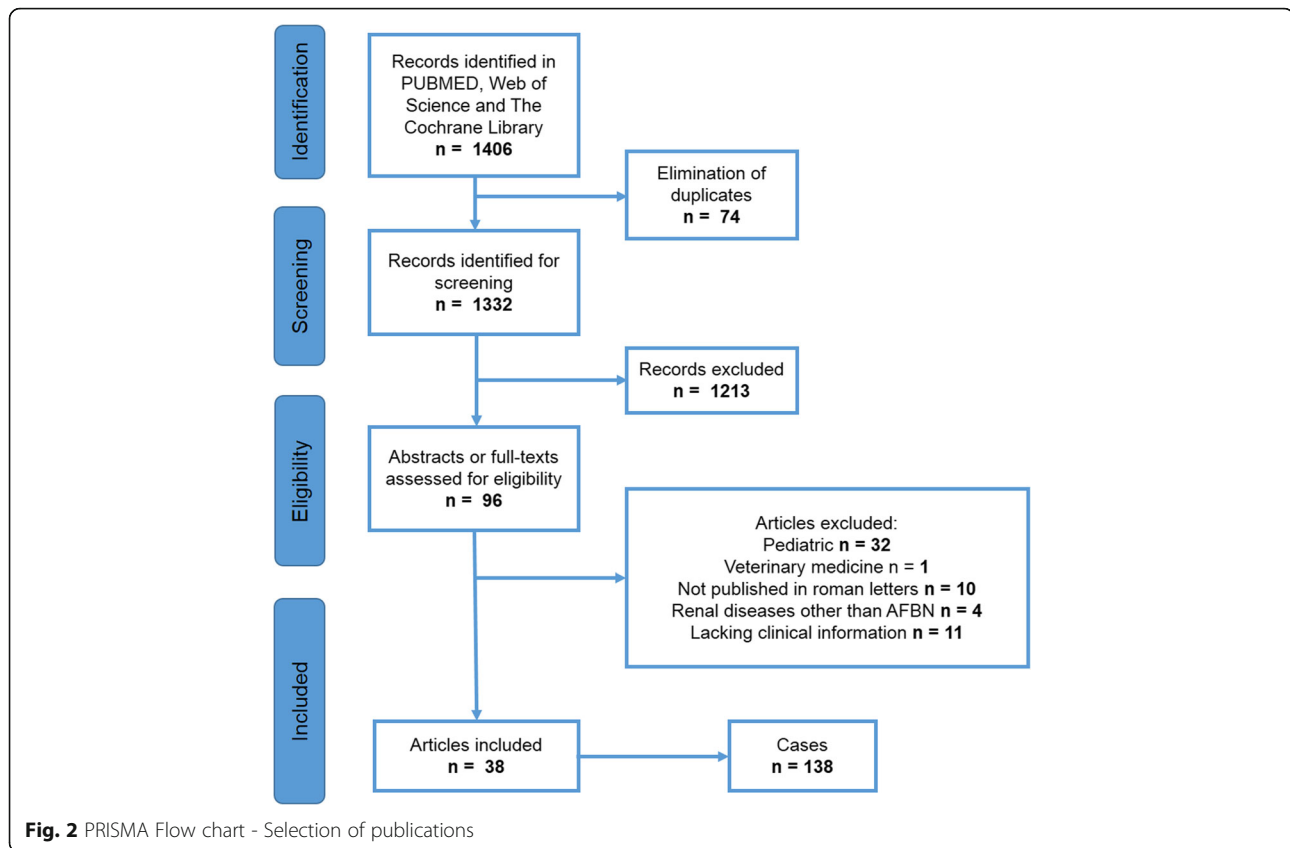 Identification
Records identified in
PUBMED, Web of
Science and The
Cochrane Library
n = 1406
Elimination of
duplicates
n = 74
Screening
Records identified for
screening
n = 1332
Records excluded
n = 1213
Eligibility
Abstracts or full-texts
assessed for eligibility
n = 96
Articles excluded:
Pediatric n = 32
Veterinary medicine n = 1
Not published in roman letters n = 10
Renal diseases other than AFBN n = 4
Lacking clinical information n = 11
Included
Articles included
n = 38
Cases
n = 138
Fig. 2 PRISMA Flow chart - Selection of publications